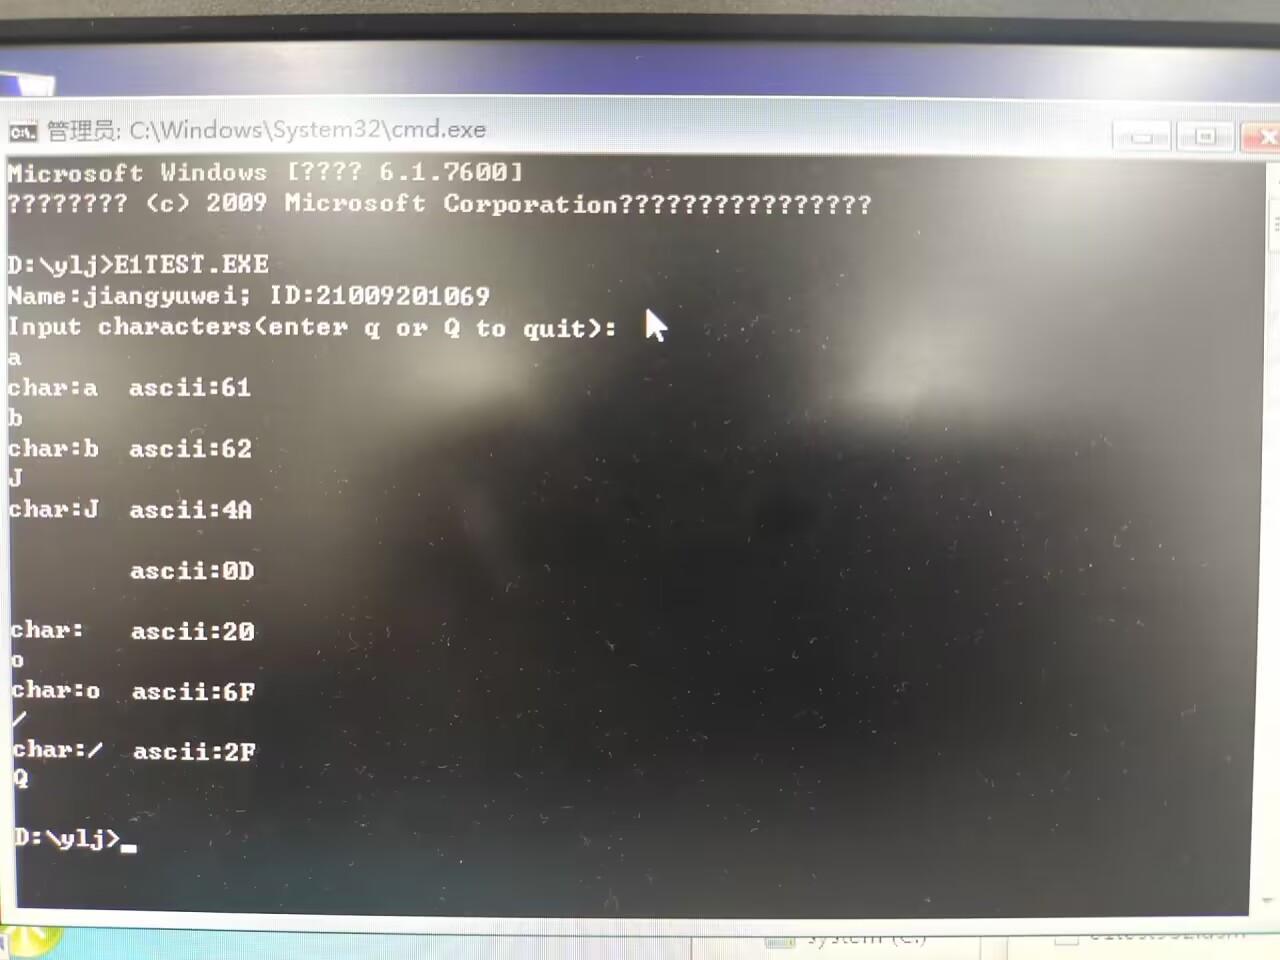 管理员: C:\Windows\System32\cmd.exe
Microsoft Windows [???? 6.1.7600]
???????? (c) 2009 Microsoft Corporation????????????????
D:\ylj>E1TEST.EXE
Name:jiangyuwei; ID:21009201069
Input characters(enter q or Q to quit):
a
char:a  ascii:61
b
char:b  ascii:62
J
char:J  ascii:4A
ascii:0D
char:   ascii:20
o
char:o  ascii:6F
/
char:/  ascii:2F
Q
D:\ylj>_